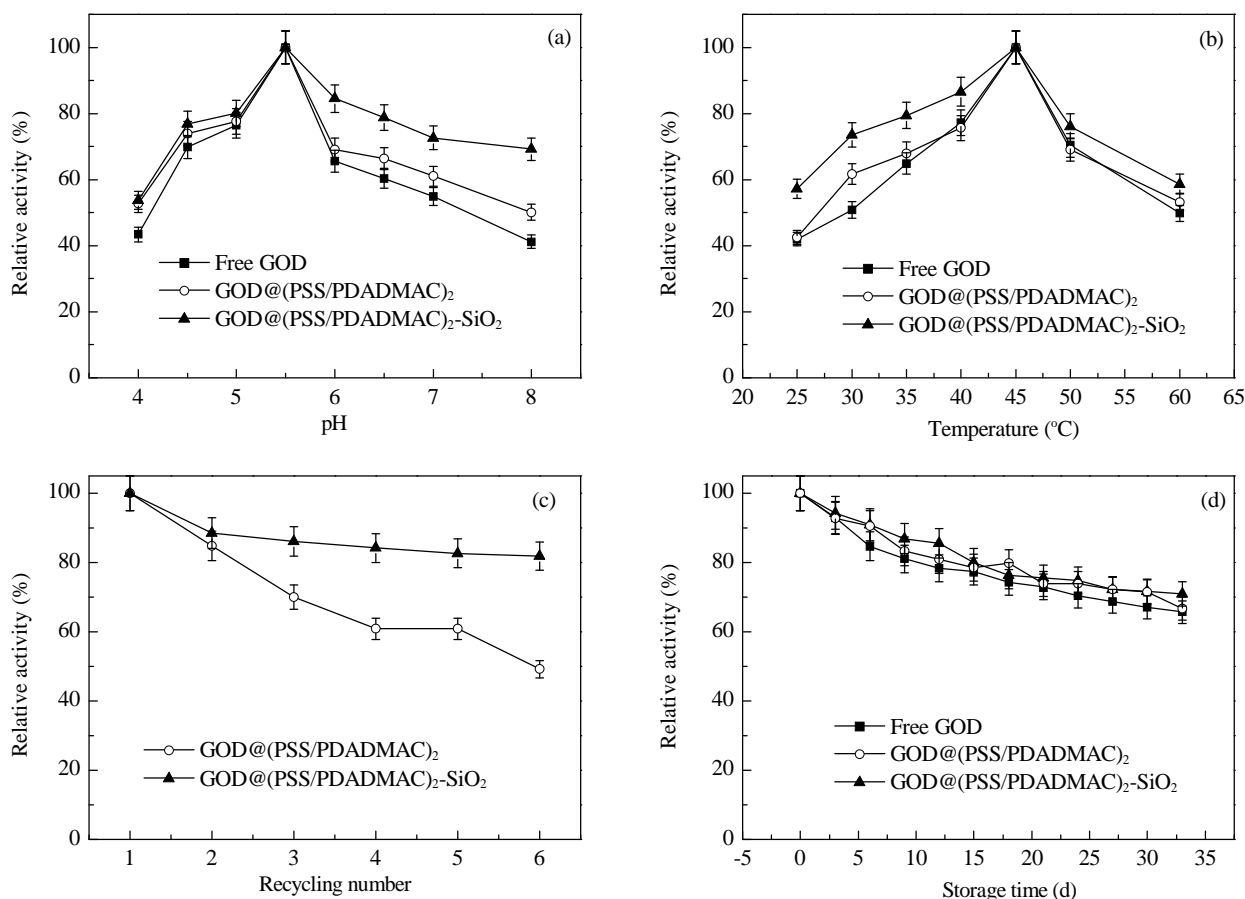 (a)
100
80
60
40
20
0
Relative activity (%)
Free GOD
GOD@(PSS/PDADMAC)₂
GOD@(PSS/PDADMAC)₂-SiO₂
4 5 6 7 8
pH
(b)
100
80
60
40
20
0
Relative activity (%)
Free GOD
GOD@(PSS/PDADMAC)₂
GOD@(PSS/PDADMAC)₂-SiO₂
20 25 30 35 40 45 50 55 60 65
Temperature (ºC)
(c)
100
80
60
40
20
0
Relative activity (%)
GOD@(PSS/PDADMAC)₂
GOD@(PSS/PDADMAC)₂-SiO₂
1 2 3 4 5 6
Recycling number
(d)
100
80
60
40
20
0
Relative activity (%)
Free GOD
GOD@(PSS/PDADMAC)₂
GOD@(PSS/PDADMAC)₂-SiO₂
-5 0 5 10 15 20 25 30 35
Storage time (d)